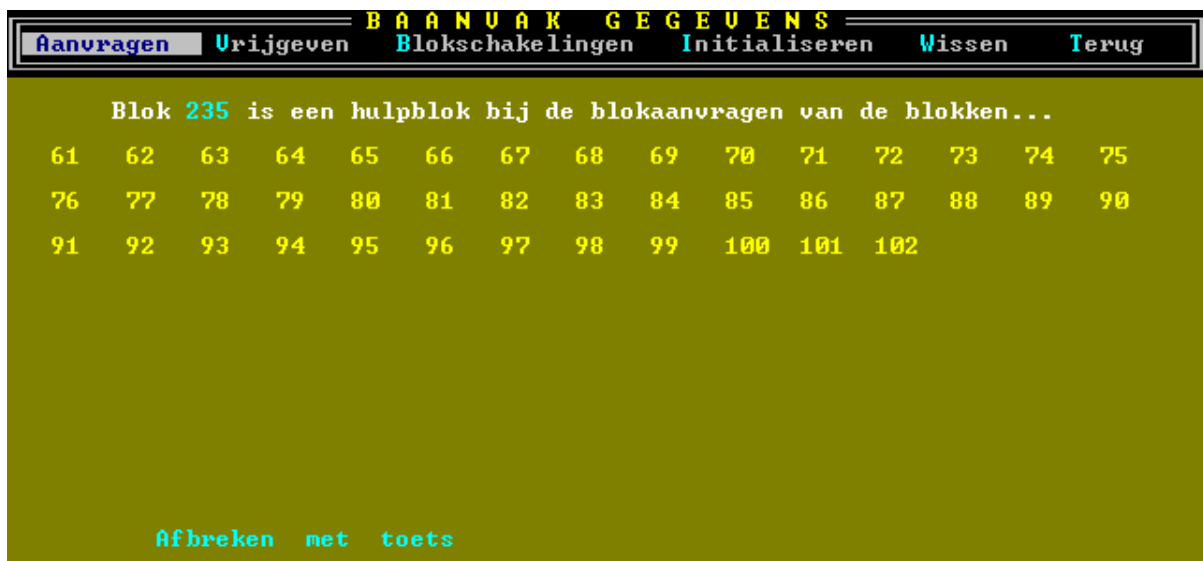 BAANVAK GEGEVENS
Aanvragen Vrijgeven Blokschakelingen Initialiseren Wissen Terug
Blok 235 is een hulpblok bij de blokaanvragen van de blokken...
61 62 63 64 65 66 67 68 69 70 71 72 73 74 75
76 77 78 79 80 81 82 83 84 85 86 87 88 89 90
91 92 93 94 95 96 97 98 99 100 101 102
Afbreken met toets